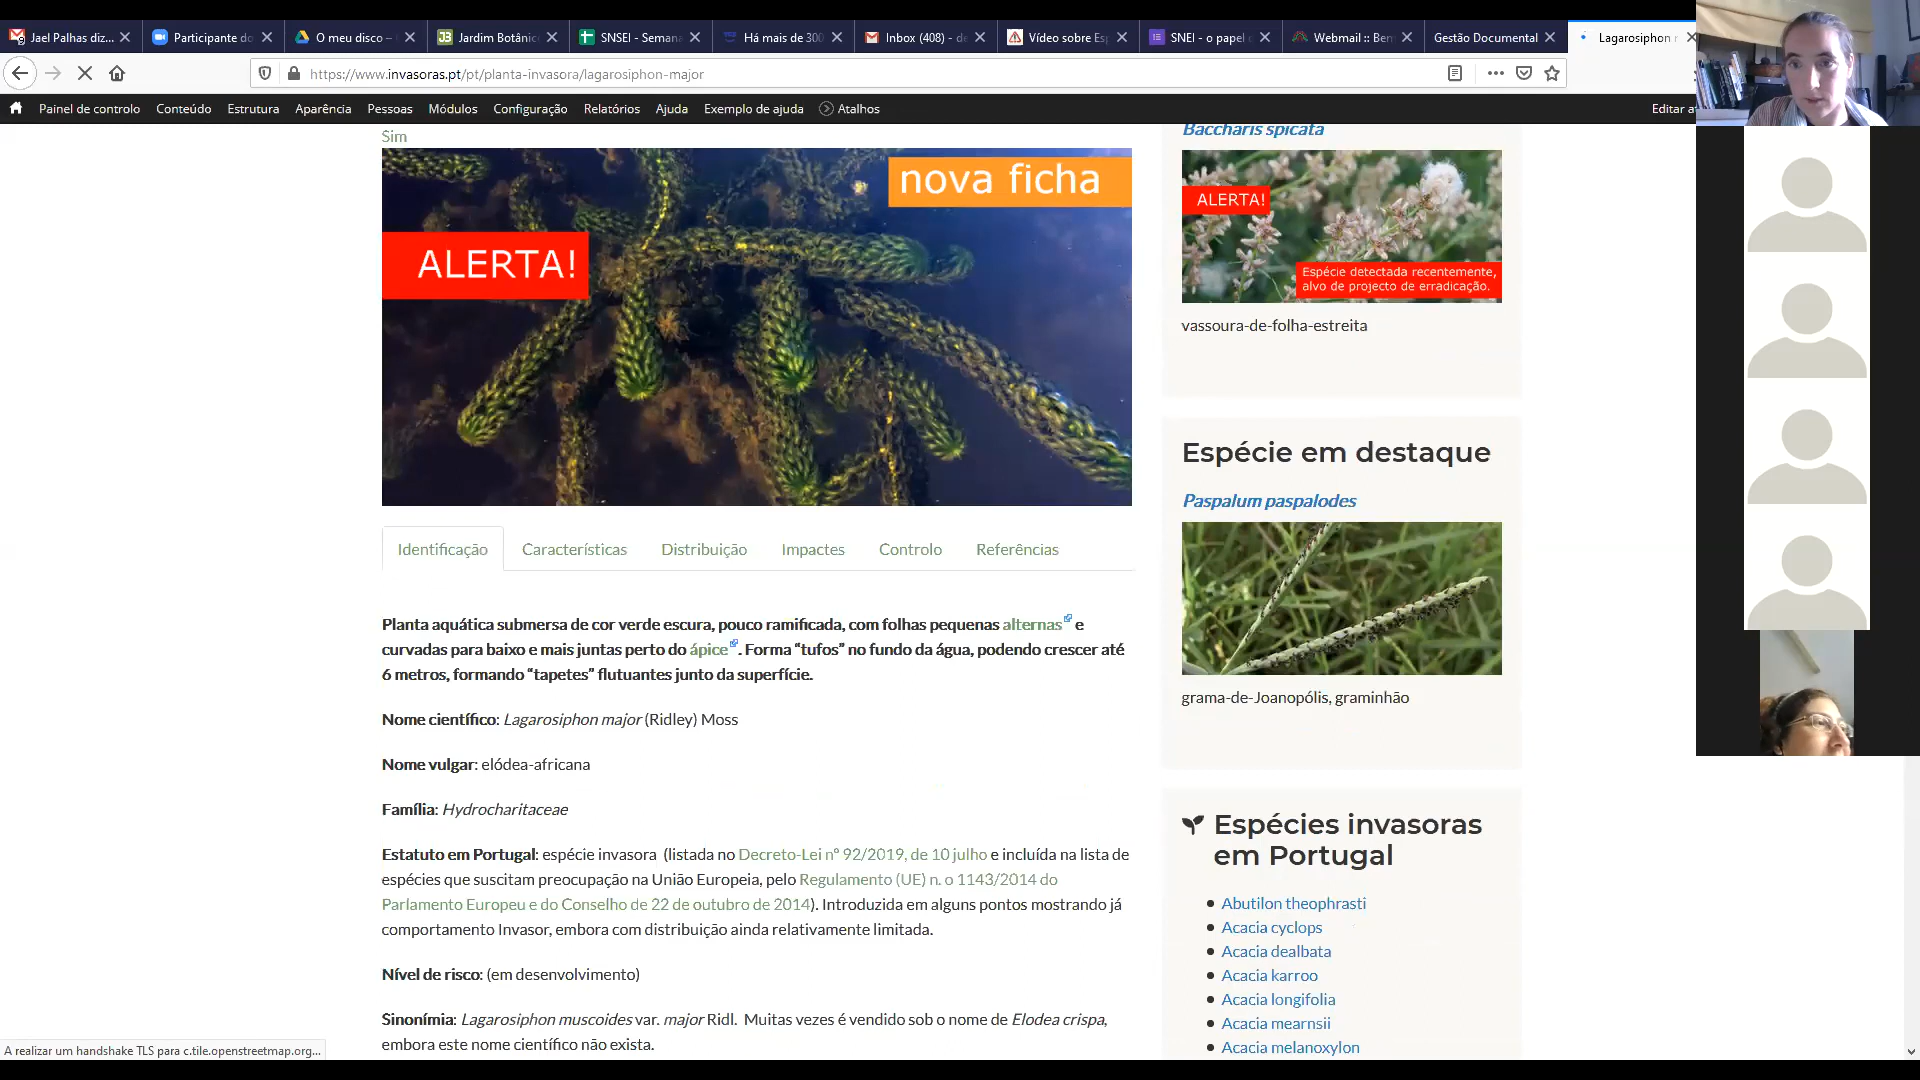 Jael Palhas diz...
Participante do
O meu disco –
Jardim Botânic
SNSEI - Semana
Há mais de 300
Inbox (408) - d
Vídeo sobre Es
SNEI - o papel
Webmail :: Be
Gestão Documental
Lagarosiphon
https://www.invasoras.pt/pt/planta-invasora/lagarosiphon-major
Painel de controlo Conteúdo Estrutura Aparência Pessoas Módulos Configuração Relatórios Ajuda Exemplo de ajuda Atalhos Editar
Sim
nova ficha
ALERTA!
Identificação Características Distribuição Impactes Controlo Referências
Planta aquática submersa de cor verde escura, pouco ramificada, com folhas pequenas alternas e
curvadas para baixo e mais juntas perto do ápice. Forma “tufos” no fundo da água, podendo crescer até
6 metros, formando “tapetes” flutuantes junto da superfície.
Nome científico: Lagarosiphon major (Ridley) Moss
Nome vulgar: elódea-africana
Família: Hydrocharitaceae
Estatuto em Portugal: espécie invasora (listada no Decreto-Lei nº 92/2019, de 10 julho e incluída na lista de
espécies que suscitam preocupação na União Europeia, pelo Regulamento (UE) n. o 1143/2014 do
Parlamento Europeu e do Conselho de 22 de outubro de 2014). Introduzida em alguns pontos mostrando já
comportamento Invasor, embora com distribuição ainda relativamente limitada.
Nível de risco: (em desenvolvimento)
Sinonímia: Lagarosiphon muscoides var. major Ridl. Muitas vezes é vendido sob o nome de Elodea crispa,
embora este nome científico não exista.
Baccharis spicata
ALERTA!
Espécie detectada recentemente,
alvo de projecto de erradicação.
vassoura-de-folha-estreita
Espécie em destaque
Paspalum paspalodes
grama-de-Joanopólis, graminhão
Espécies invasoras
em Portugal
Abutilon theophrasti
Acacia cyclops
Acacia dealbata
Acacia karroo
Acacia longifolia
Acacia mearnsii
Acacia melanoxylon
A realizar um handshake TLS para c.tile.openstreetmap.org...